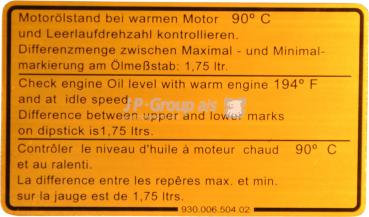 Motorölstand bei warmen Motor 90° C
und Leerlaufdrehzahl kontrollieren.
Differenzmenge zwischen Maximal - und Minimal-
markierung am Ölmeßstab: 1,75 ltr.
Check engine Oil level with warm engine 194° F
and at idle speed
Difference between upper and lower marks
on dipstick is1,75 ltrs.
JP-Group a|s
Contrôler le niveau d'huile à moteur chaud 90° C
et au ralenti.
La difference entre les repêres max. et min.
sur la jauge est de 1,75 ltrs.
930.006.504.02